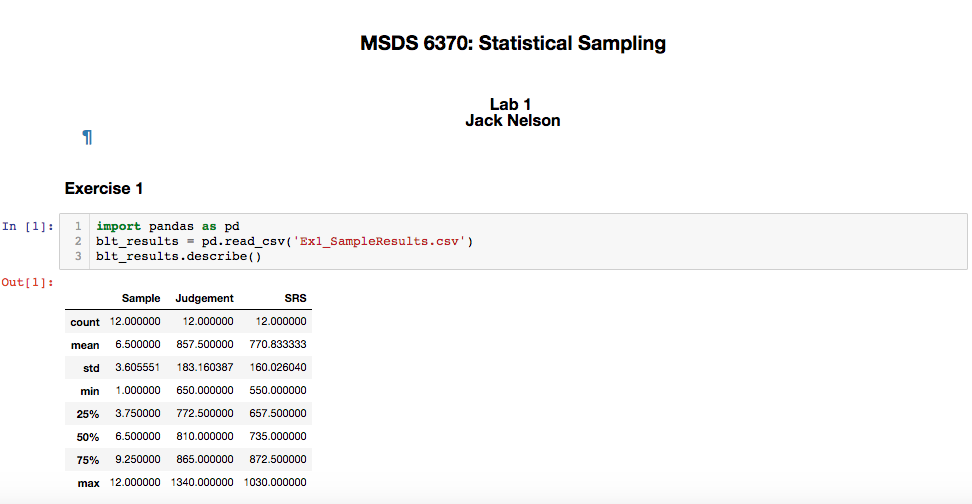 MSDS 6370: Statistical Sampling
Lab 1
Jack Nelson
¶
Exercise 1
In [1]:
1 import pandas as pd
2 blt_results = pd.read_csv('Ex1_SampleResults.csv')
3 blt_results.describe()
Out[1]:
Sample Judgement SRS
count 12.000000 12.000000 12.000000
mean 6.500000 857.500000 770.833333
std 3.605551 183.160387 160.026040
min 1.000000 650.000000 550.000000
25% 3.750000 772.500000 657.500000
50% 6.500000 810.000000 735.000000
75% 9.250000 865.000000 872.500000
max 12.000000 1340.000000 1030.000000